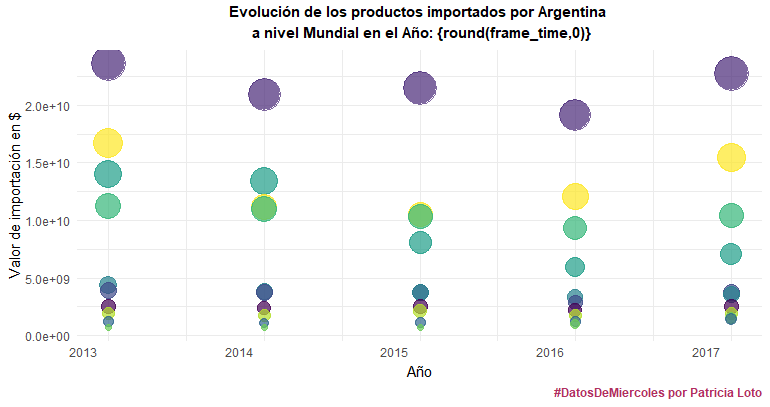 Evolución de los productos importados por Argentina
a nivel Mundial en el Año: {round(frame_time,0)}
Valor de importación en $
2.0e+10
1.5e+10
1.0e+10
5.0e+09
0.0e+00
2013 2014 2015 2016 2017
Año
#DatosDeMiercoles por Patricia Loto